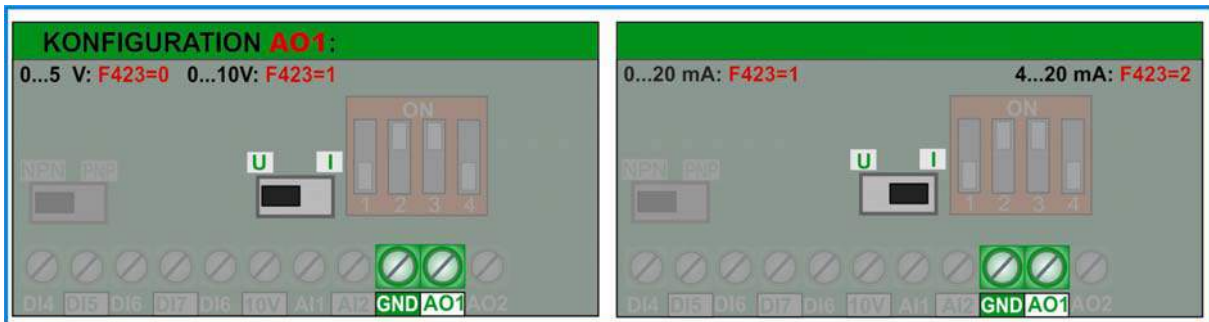 KONFIGURATION AO1:
0...5 V: F423=0 0...10V: F423=1
ON
U I
NPN PNP
1 2 3 4
DI4 DI5 DI6 DI7 DI6 10V AI1 AI2 GND AO1 AO2
0...20 mA: F423=1 4...20 mA: F423=2
ON
U I
NPN PNP
1 2 3 4
DI4 DI5 DI6 DI7 DI6 10V AI1 AI2 GND AO1 AO2